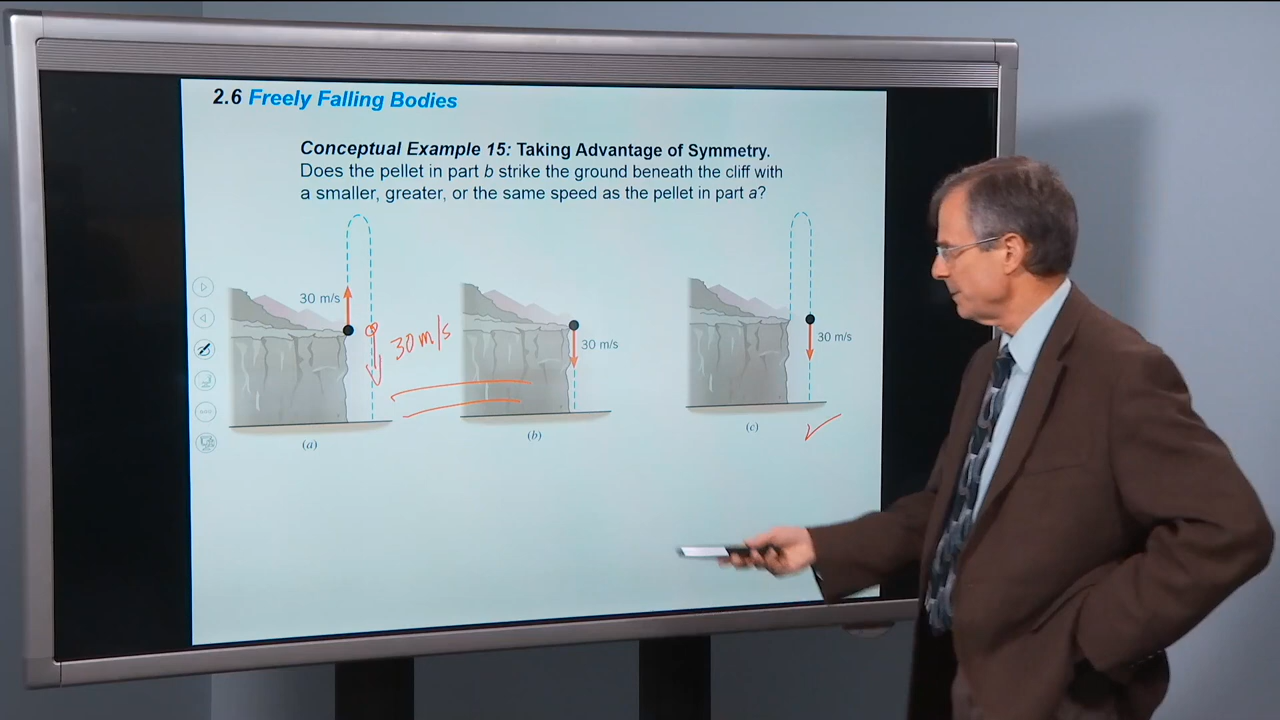 2.6 Freely Falling Bodies
Conceptual Example 15: Taking Advantage of Symmetry.
Does the pellet in part b strike the ground beneath the cliff with
a smaller, greater, or the same speed as the pellet in part a?
30 m/s
30 m/s
30 m/s
30 m/s
(a)
(b)
(c)